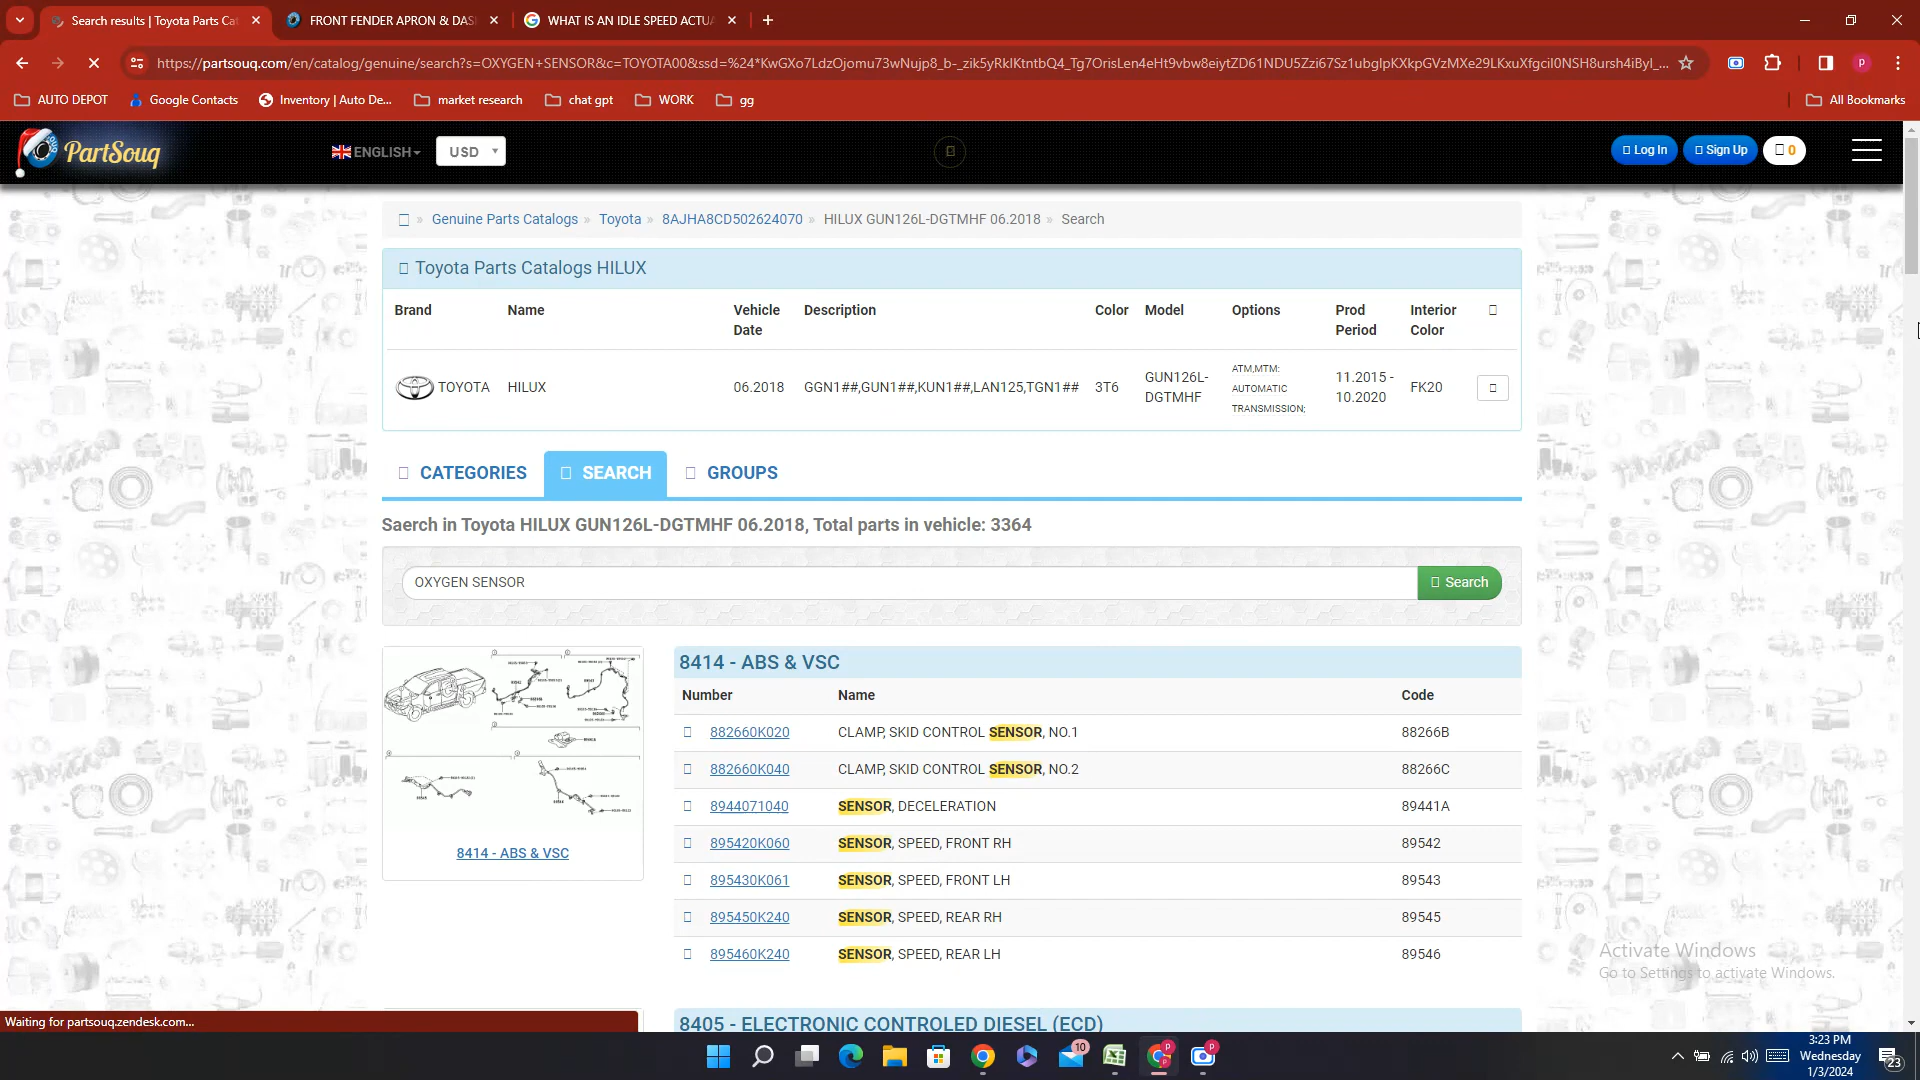 Search results | Toyota Parts Cat
FRONT FENDER APRON & DAS
WHAT IS AN IDLE SPEED ACTUA
https://partsouq.com/en/catalog/genuine/search?s=OXYGEN+SENSOR&c=TOYOTA00&ssd=%24*
AUTO DEPOT
Google Contacts
Inventory | Auto De...
market research
chat gpt
WORK
gg
All Bookmarks
PartSouq
ENGLISH
USD
Log In
Sign Up
0
» Genuine Parts Catalogs » Toyota » 8AJHA8CD502624070 » HILUX GUN126L-DGTMHF 06.2018 » Search
Toyota Parts Catalogs HILUX
Brand Name Vehicle Date Description Color Model Options Prod Period Interior Color
TOYOTA HILUX 06.2018 GGN1##,GUN1##,KUN1##,LAN125,TGN1## 3T6 GUN126L-DGTMHF ATM,MTM: AUTOMATIC TRANSMISSION; 11.2015 - 10.2020 FK20
CATEGORIES
SEARCH
GROUPS
Saerch in Toyota HILUX GUN126L-DGTMHF 06.2018, Total parts in vehicle: 3364
OXYGEN SENSOR
Search
8414 - ABS & VSC
8414 - ABS & VSC
Number Name Code
882660K020 CLAMP, SKID CONTROL SENSOR, NO.1 88266B
882660K040 CLAMP, SKID CONTROL SENSOR, NO.2 88266C
8944071040 SENSOR, DECELERATION 89441A
895420K060 SENSOR, SPEED, FRONT RH 89542
895430K061 SENSOR, SPEED, FRONT LH 89543
895450K240 SENSOR, SPEED, REAR RH 89545
895460K240 SENSOR, SPEED, REAR LH 89546
8405 - ELECTRONIC CONTROLED DIESEL (ECD)
Activate Windows
Go to Settings to activate Windows.
Waiting for partsouq.zendesk.com...
10
3:23 PM
Wednesday
1/3/2024
23